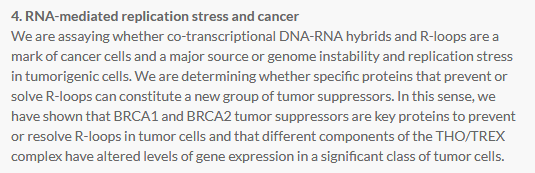 4. RNA-mediated replication stress and cancer
We are assaying whether co-transcriptional DNA-RNA hybrids and R-loops are a
mark of cancer cells and a major source or genome instability and replication stress
in tumorigenic cells. We are determining whether specific proteins that prevent or
solve R-loops can constitute a new group of tumor suppressors. In this sense, we
have shown that BRCA1 and BRCA2 tumor suppressors are key proteins to prevent
or resolve R-loops in tumor cells and that different components of the THO/TREX
complex have altered levels of gene expression in a significant class of tumor cells.